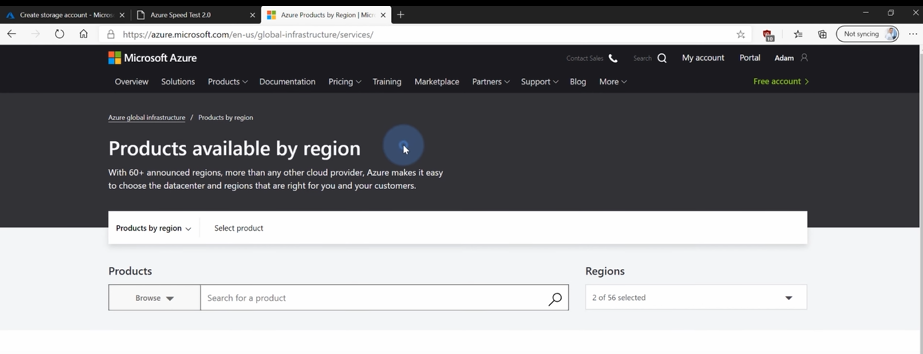 Create storage account - Microso
Azure Speed Test 2.0
Azure Products by Region | Micr
https://azure.microsoft.com/en-us/global-infrastructure/services/
Not syncing
Microsoft Azure
Contact Sales
Search
My account
Portal
Adam
Overview
Solutions
Products
Documentation
Pricing
Training
Marketplace
Partners
Support
Blog
More
Free account
Azure global infrastructure / Products by region
Products available by region
With 60+ announced regions, more than any other cloud provider, Azure makes it easy
to choose the datacenter and regions that are right for you and your customers.
Products by region
Select product
Products
Regions
Browse
Search for a product
2 of 56 selected